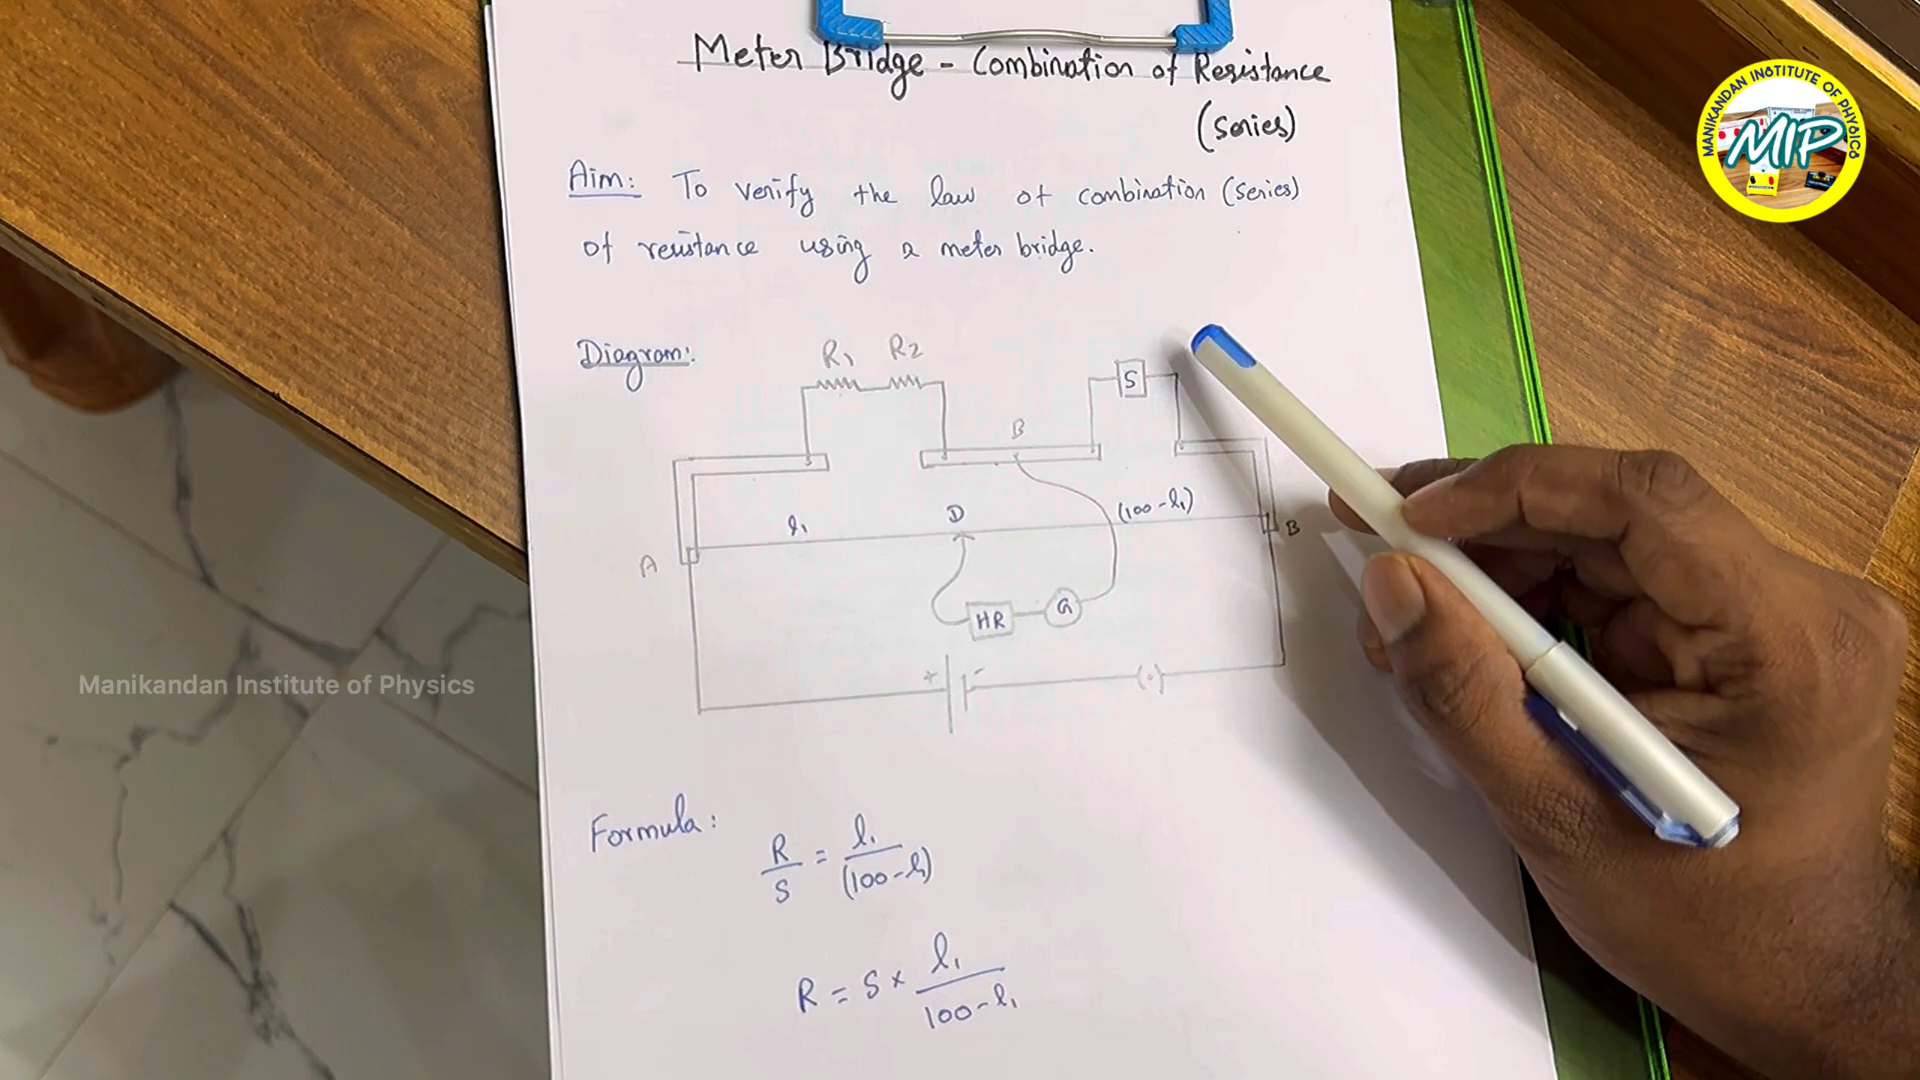 Meter Bridge - Combination of Resistance
(Series)
Aim: To verify the law of combination (series)
of resistance using a meter bridge.
Diagram:
R1 R2
S
B
l1 D (100-l1)
A B
HR G
+ -
(•)
Formula:
R/S = l1/(100-l1)
R = S × l1/100-l1
MANIKANDAN INSTITUTE OF PHYSICS
MIP
Manikandan Institute of Physics